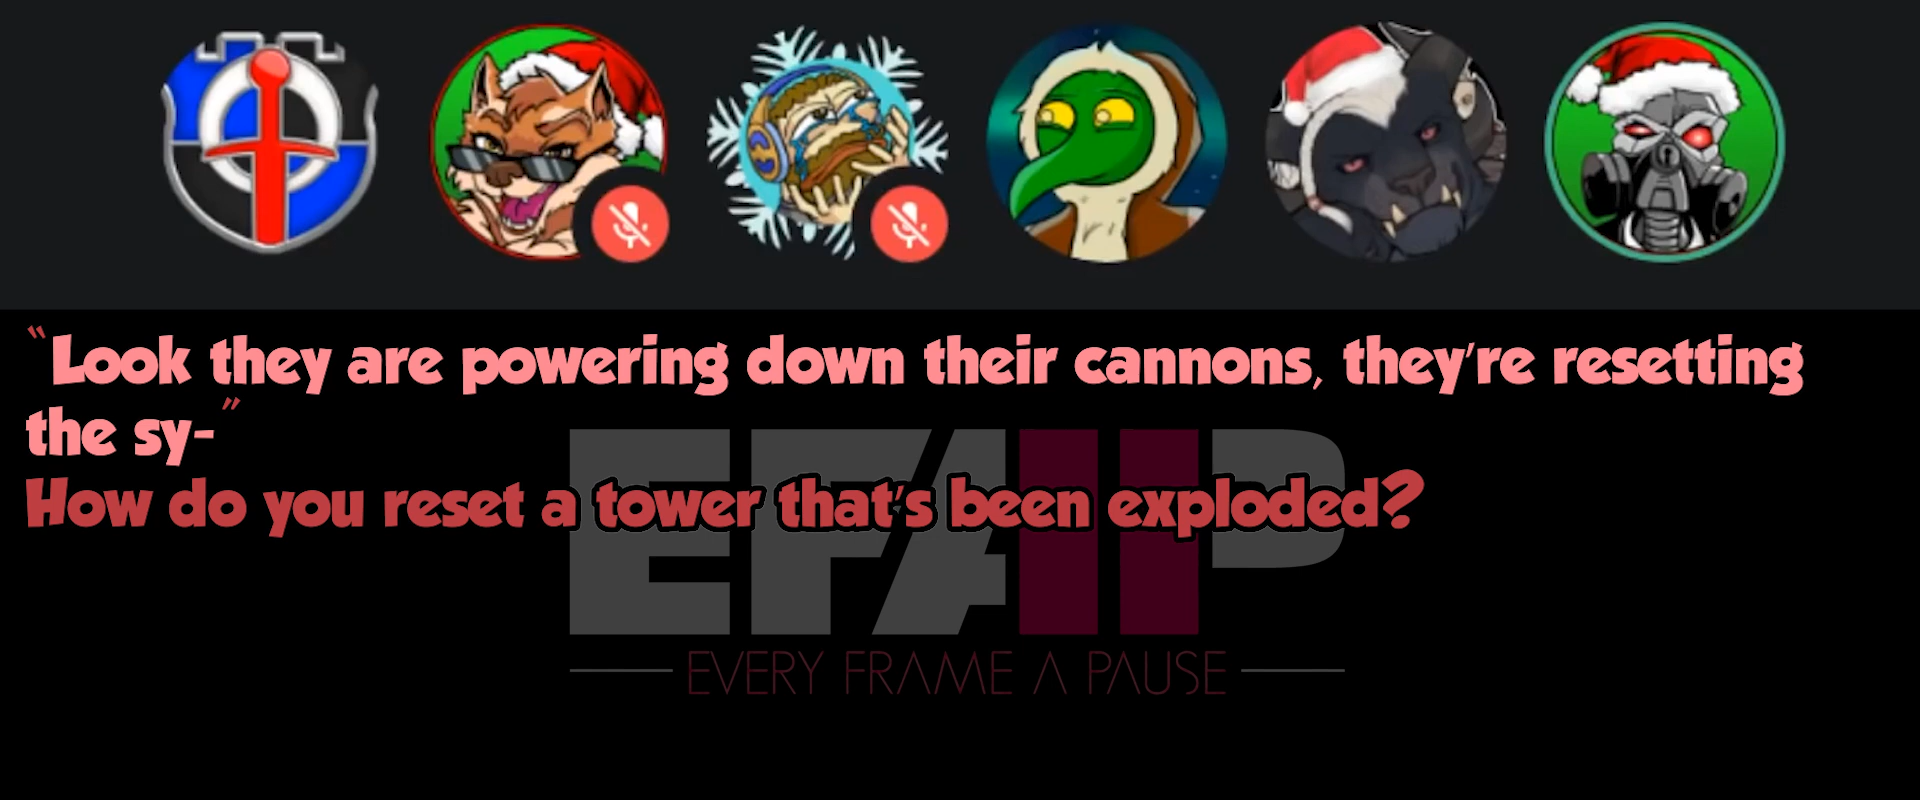 "Look they are powering down their cannons, they're resetting
the sy-"
How do you reset a tower that's been exploded?
EFAP
EVERY FRAME A PAUSE